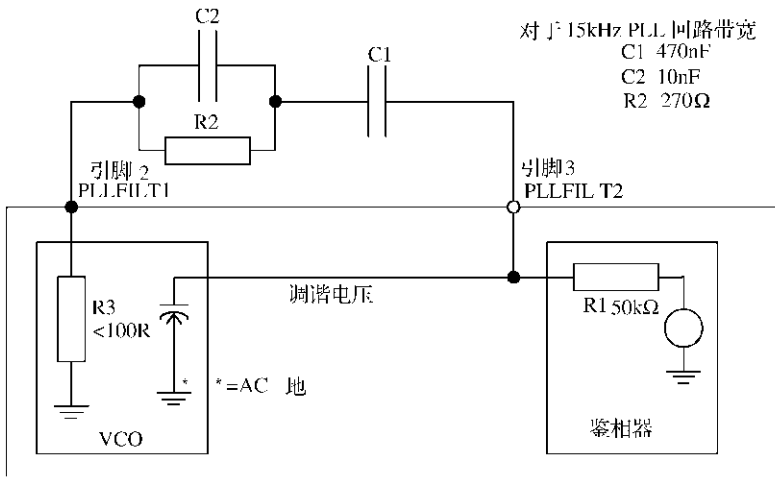 C2
C1
R2
对于15kHz PLL 回路带宽
C1 470nF
C2 10nF
R2 270Ω
引脚 2
PLLFILT1
引脚3
PLLFIL T2
R3
<100R
*
*=AC 地
VCO
调谐电压
R1 50kΩ
鉴相器